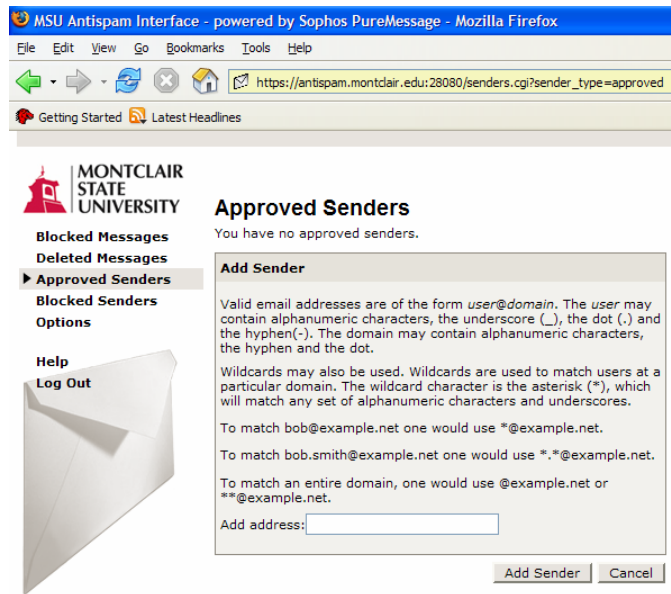 MSU Antispam Interface - powered by Sophos PureMessage - Mozilla Firefox
File Edit View Go Bookmarks Tools Help
https://antispam.montclair.edu:28080/senders.cgi?sender_type=approved
Getting Started Latest Headlines
MONTCLAIR
STATE
UNIVERSITY
Blocked Messages
Deleted Messages
Approved Senders
Blocked Senders
Options
Help
Log Out
Approved Senders
You have no approved senders.
Add Sender
Valid email addresses are of the form user@domain. The user may
contain alphanumeric characters, the underscore (_), the dot (.) and
the hyphen(-). The domain may contain alphanumeric characters,
the hyphen and the dot.
Wildcards may also be used. Wildcards are used to match users at a
particular domain. The wildcard character is the asterisk (*), which
will match any set of alphanumeric characters and underscores.
To match bob@example.net one would use *@example.net.
To match bob.smith@example.net one would use *.*@example.net.
To match an entire domain, one would use @example.net or
**@example.net.
Add address:
Add Sender Cancel